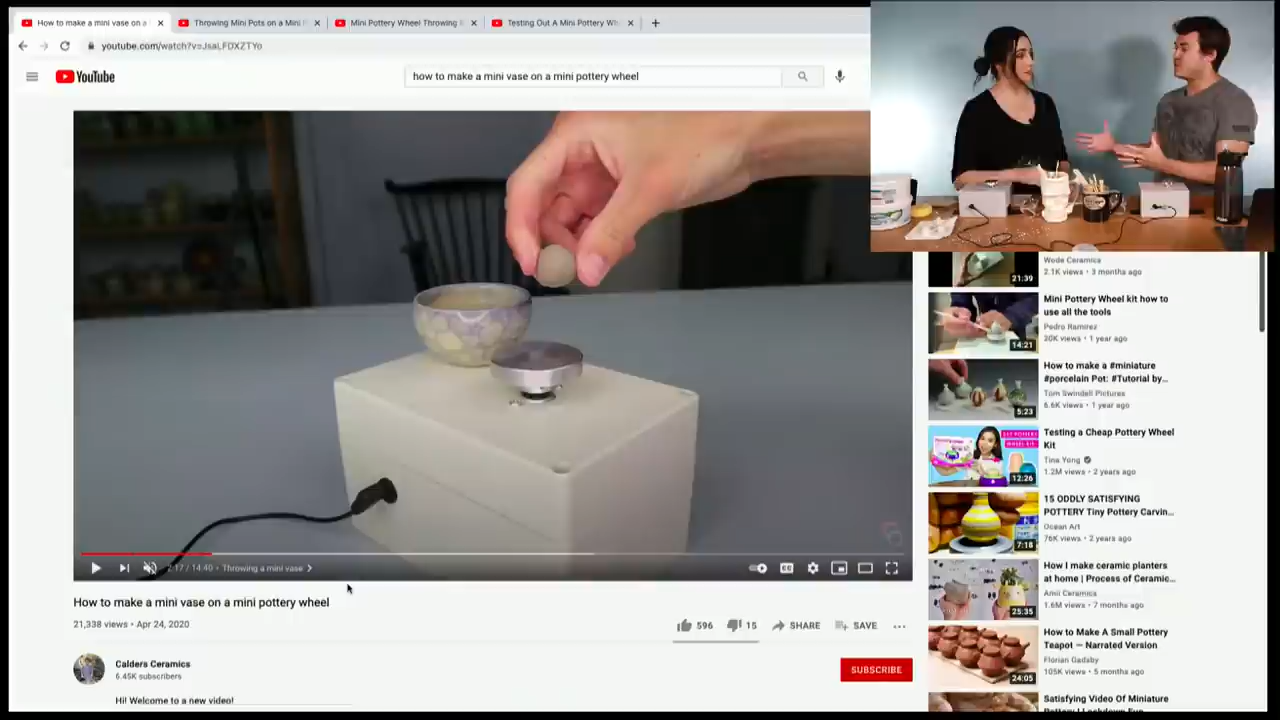 How to make a mini vase on a
Throwing Mini Pots on a Mini
Mini Pottery Wheel Throwing
Testing Out A Mini Pottery Wh
youtube.com/watch?v=
YouTube
how to make a mini vase on a mini pottery wheel
Wode Ceramics
2.1K views • 3 months ago
21:39
Mini Pottery Wheel kit how to
use all the tools
Pedro Ramirez
20K views • 1 year ago
14:21
How to make a #miniature
#porcelain Pot: #Tutorial by...
Tom Swindell Pictures
6.6K views • 1 year ago
5:23
Testing a Cheap Pottery Wheel
Kit
Tina Yong
1.2M views • 2 years ago
12:26
15 ODDLY SATISFYING
POTTERY Tiny Pottery Carvin...
Ocean Art
76K views • 2 years ago
7:18
How I make ceramic planters
at home | Process of Ceramic...
Amii Ceramics
1.6M views • 7 months ago
25:35
How to Make A Small Pottery
Teapot — Narrated Version
Florian Gadsby
105K views • 5 months ago
24:05
Satisfying Video Of Miniature
2:17 / 14:40 • Throwing a mini vase
CC
How to make a mini vase on a mini pottery wheel
21,338 views • Apr 24, 2020
596
15
SHARE
SAVE
Calders Ceramics
6.45K subscribers
SUBSCRIBE
Hi! Welcome to a new video!